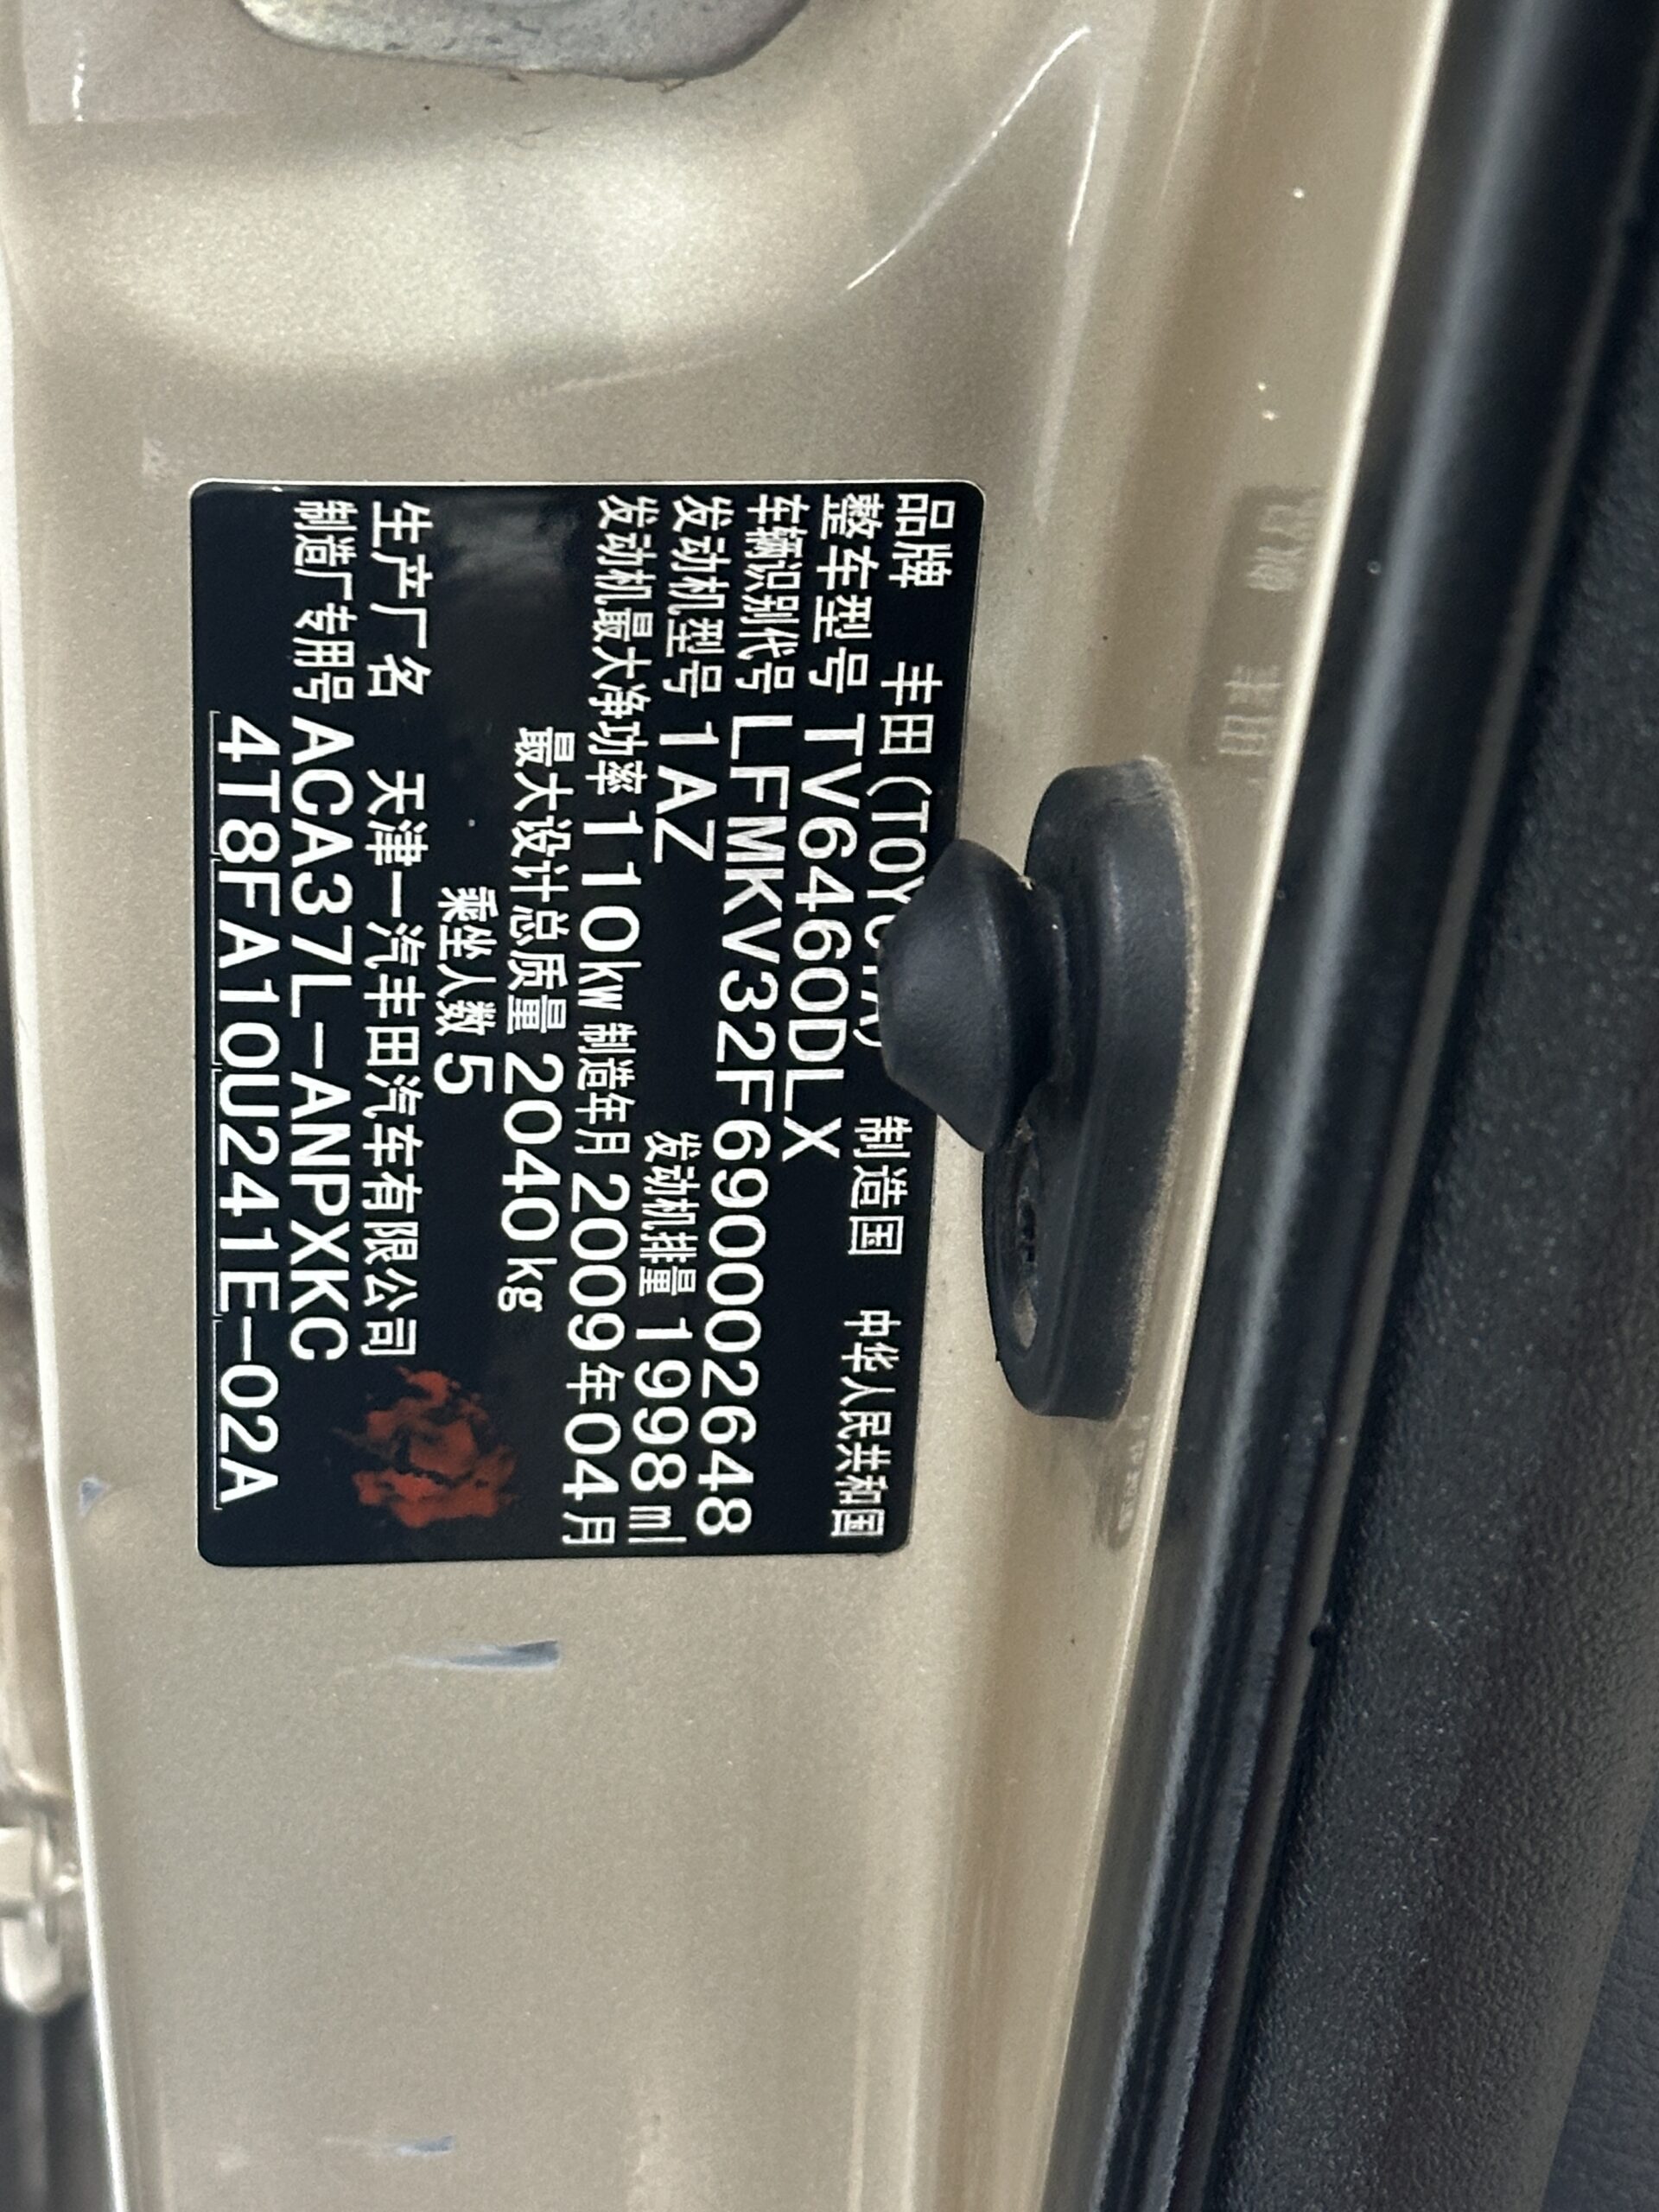 品牌 丰田(TOYOTA) 制造国 中华人民共和国
整车型号 TV6460DLX
车辆识别代号 LFMKV32F690002648
发动机型号 1AZ 发动机排量 1998ml
发动机最大净功率 110kw 制造年月 2009年04月
最大设计总质量 2040kg
乘坐人数 5
生产厂名 天津一汽丰田汽车有限公司
制造厂专用号 ACA37L-ANPXKC
4T8FA10U241E-02A